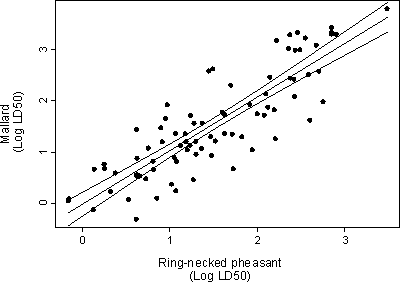 3
2
1
0
Mallard
(Log LD50)
0 1 2 3
Ring-necked pheasant
(Log LD50)